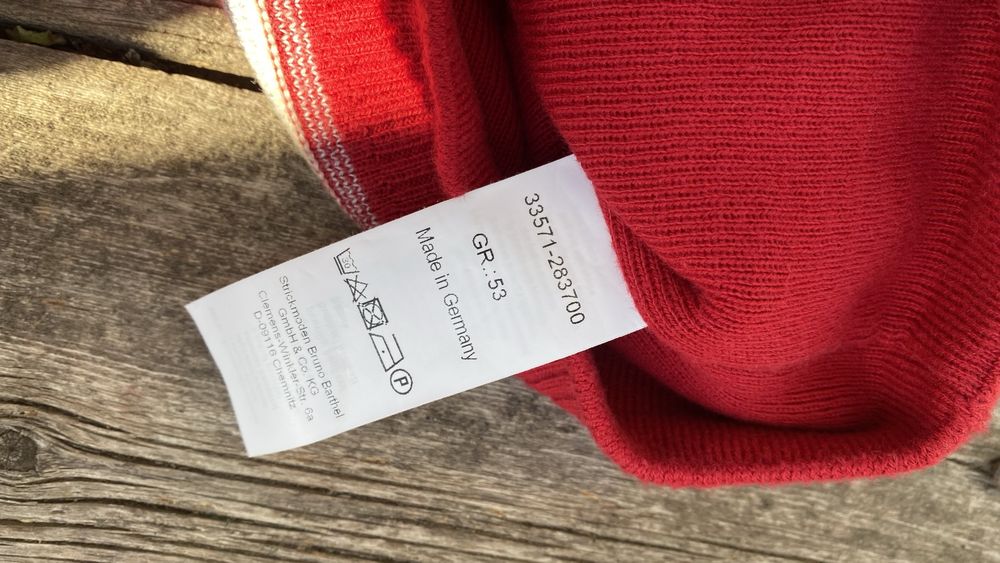 33571-283700
GR.:53
Made in Germany
30
P
Strickmoden Bruno Barthel
GmbH & Co. KG
Clemens-Winkler-Str. 6a
D-09116 Chemnitz